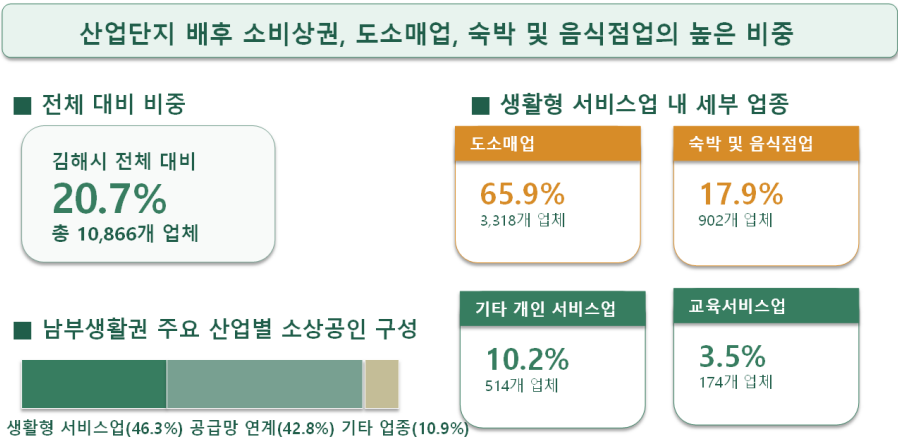 산업단지 배후 소비상권, 도소매업, 숙박 및 음식점업의 높은 비중
■ 전체 대비 비중
김해시 전체 대비
20.7%
총 10,866개 업체
■ 남부생활권 주요 산업별 소상공인 구성
생활형 서비스업(46.3%) 공급망 연계(42.8%) 기타 업종(10.9%)
■ 생활형 서비스업 내 세부 업종
도소매업
65.9%
3,318개 업체
숙박 및 음식점업
17.9%
902개 업체
기타 개인 서비스업
10.2%
514개 업체
교육서비스업
3.5%
174개 업체